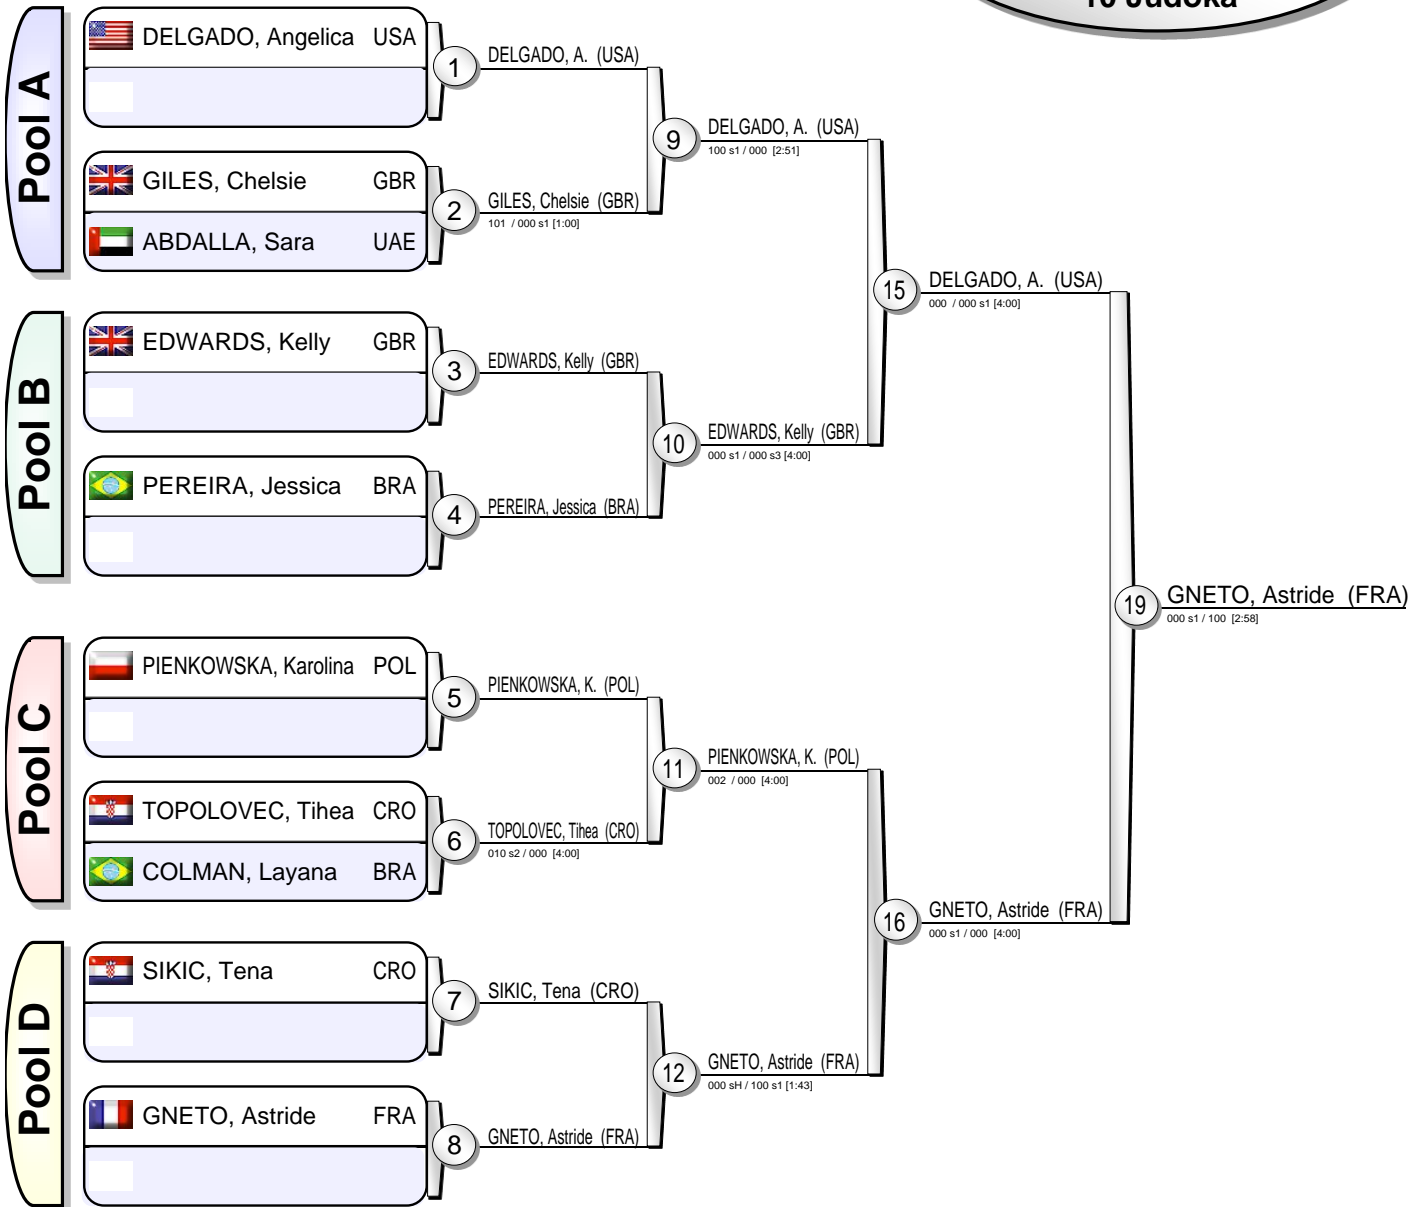 10 Judoka
Pool A
DELGADO, Angelica USA
1
DELGADO, A. (USA)
GILES, Chelsie GBR
ABDALLA, Sara UAE
2
GILES, Chelsie (GBR)
101 / 000 s1 [1:00]
9
DELGADO, A. (USA)
100 s1 / 000 [2:51]
Pool B
EDWARDS, Kelly GBR
3
EDWARDS, Kelly (GBR)
PEREIRA, Jessica BRA
4
PEREIRA, Jessica (BRA)
10
EDWARDS, Kelly (GBR)
000 s1 / 000 s3 [4:00]
15
DELGADO, A. (USA)
000 / 000 s1 [4:00]
Pool C
PIENKOWSKA, Karolina POL
5
PIENKOWSKA, K. (POL)
TOPOLOVEC, Tihea CRO
COLMAN, Layana BRA
6
TOPOLOVEC, Tihea (CRO)
010 s2 / 000 [4:00]
11
PIENKOWSKA, K. (POL)
002 / 000 [4:00]
Pool D
SIKIC, Tena CRO
7
SIKIC, Tena (CRO)
GNETO, Astride FRA
8
GNETO, Astride (FRA)
12
GNETO, Astride (FRA)
000 sH / 100 s1 [1:43]
16
GNETO, Astride (FRA)
000 s1 / 000 [4:00]
19
GNETO, Astride (FRA)
000 s1 / 100 [2:58]